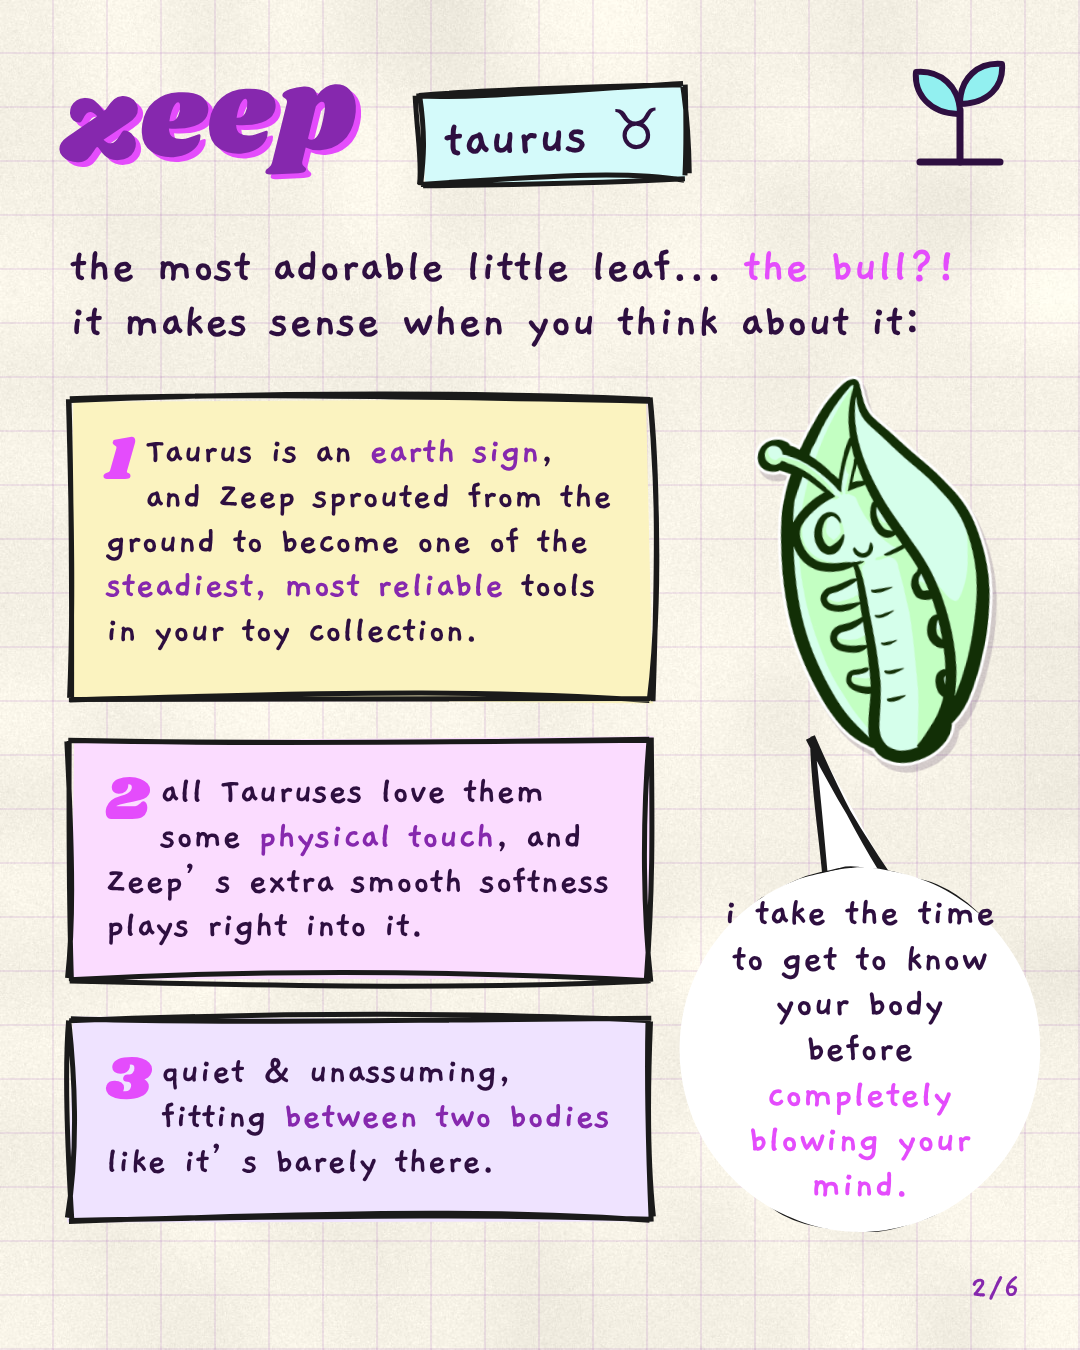 zeep
taurus ♉
the most adorable little leaf... the bull?!
it makes sense when you think about it:
1 Taurus is an earth sign,
and Zeep sprouted from the
ground to become one of the
steadiest, most reliable tools
in your toy collection.
2 all Tauruses love them
some physical touch, and
Zeep’ s extra smooth softness
plays right into it.
3 quiet & unassuming,
fitting between two bodies
like it’ s barely there.
i take the time
to get to know
your body
before
completely
blowing your
mind.
2/6